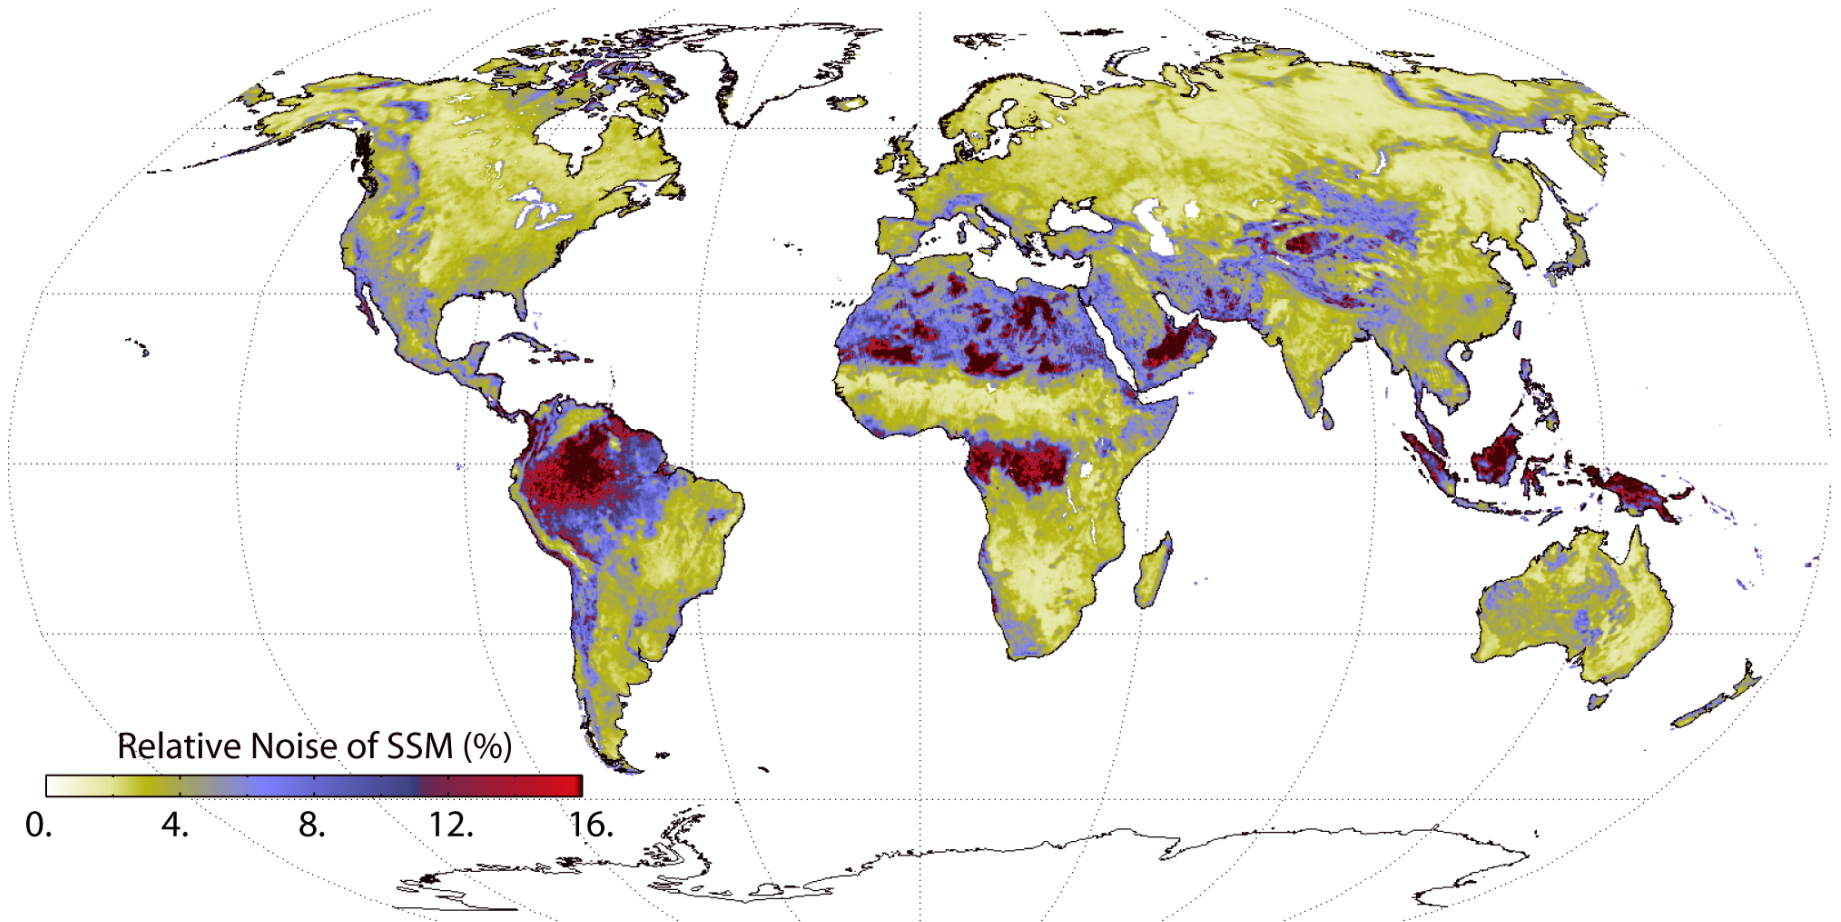 Relative Noise of SSM (%)
0. 4. 8. 12. 16.